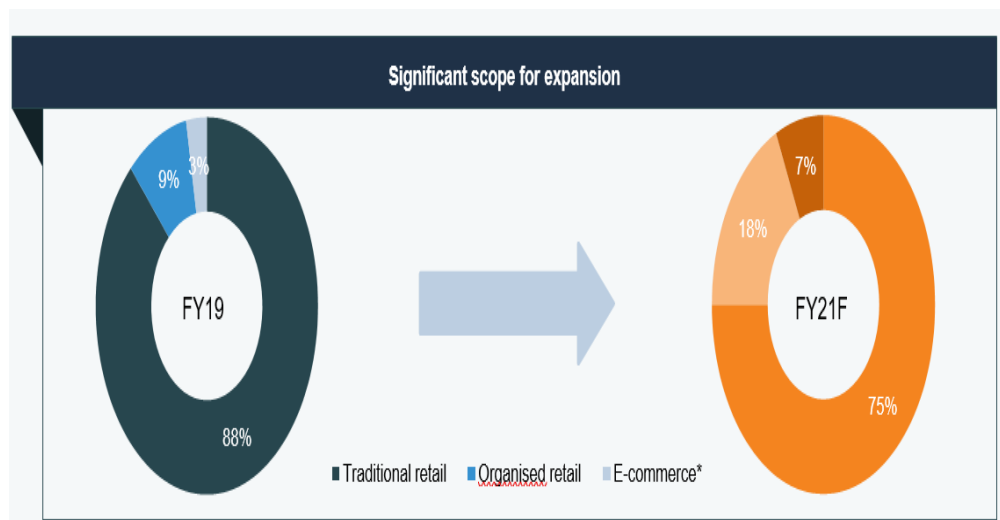 Significant scope for expansion
3%
9%
FY19
88%
7%
18%
FY21F
75%
Traditional retail Organised retail E-commerce*